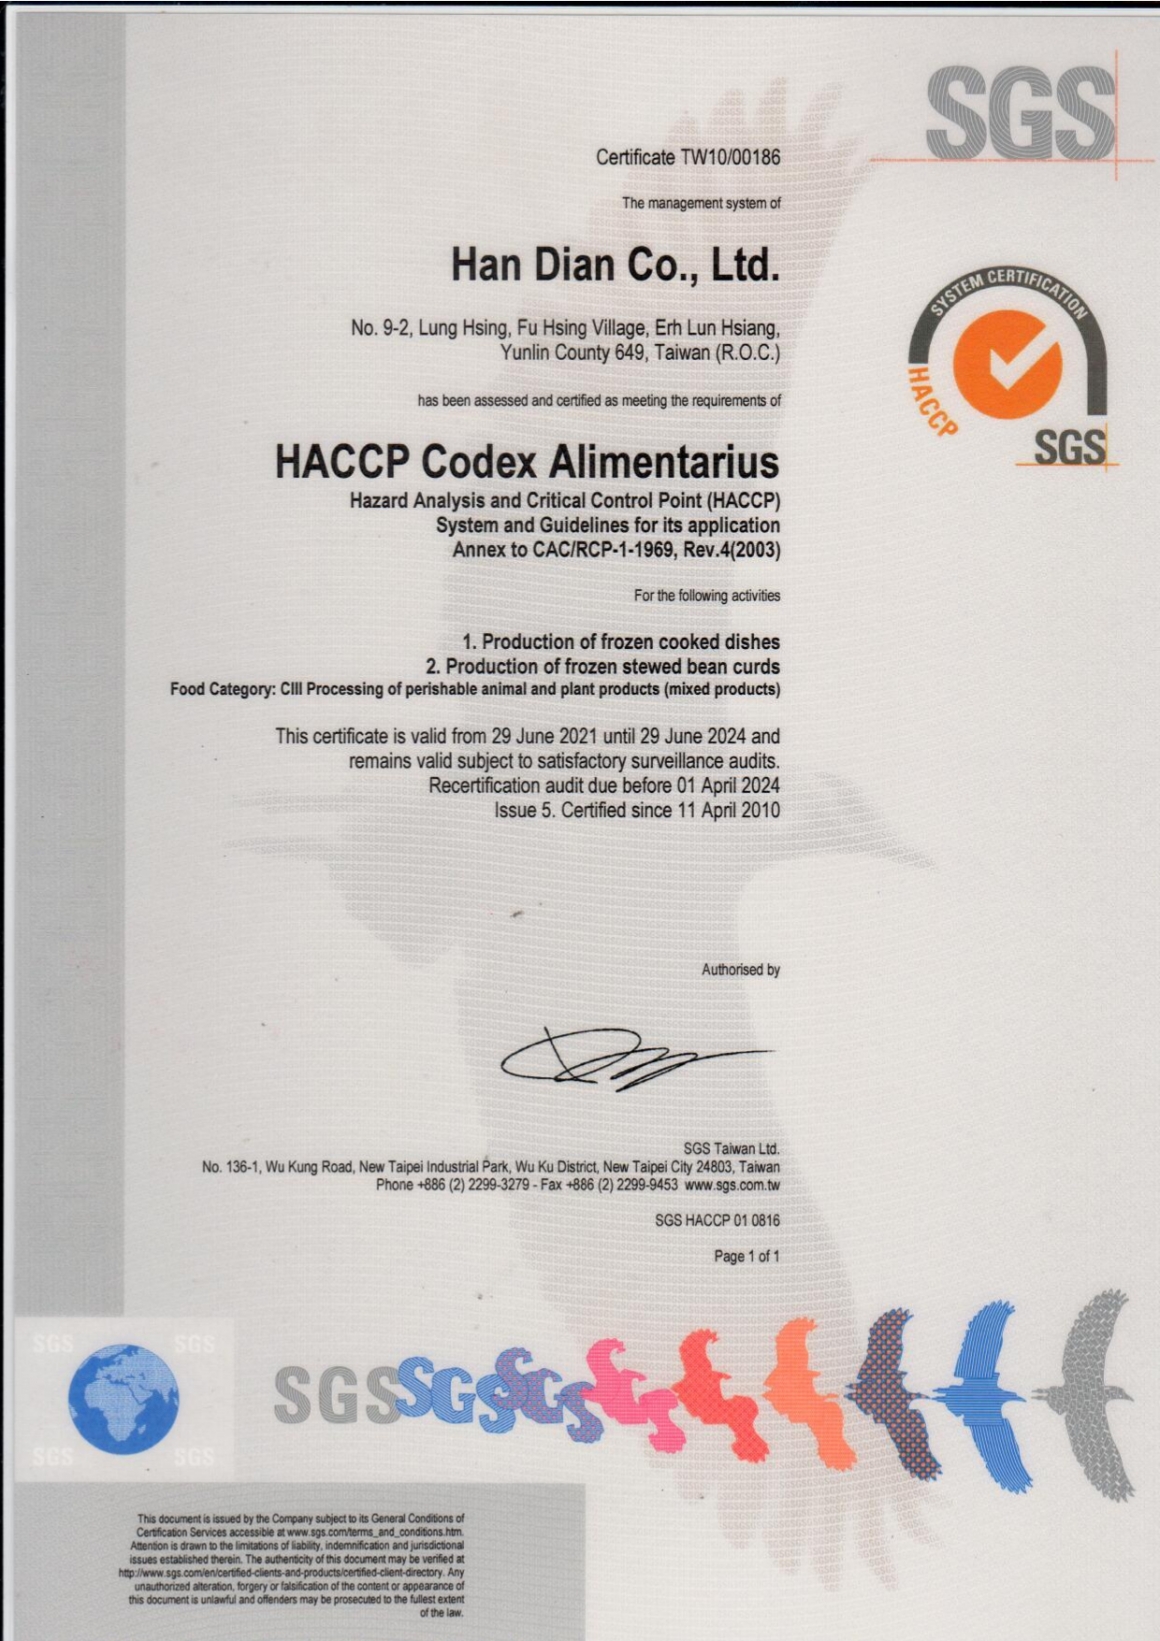 SGS
Certificate TW10/00186
The management system of
Han Dian Co., Ltd.
No. 9-2, Lung Hsing, Fu Hsing Village, Erh Lun Hsiang,
Yunlin County 649, Taiwan (R.O.C.)
has been assessed and certified as meeting the requirements of
SYSTEM CERTIFICATION
HACCP
SGS
HACCP Codex Alimentarius
Hazard Analysis and Critical Control Point (HACCP)
System and Guidelines for its application
Annex to CAC/RCP-1-1969, Rev.4(2003)
For the following activities
1. Production of frozen cooked dishes
2. Production of frozen stewed bean curds
Food Category: CIII Processing of perishable animal and plant products (mixed products)
This certificate is valid from 29 June 2021 until 29 June 2024 and
remains valid subject to satisfactory surveillance audits.
Recertification audit due before 01 April 2024
Issue 5. Certified since 11 April 2010
Authorised by
SGS Taiwan Ltd.
No. 136-1, Wu Kung Road, New Taipei Industrial Park, Wu Ku District, New Taipei City 24803, Taiwan
Phone +886 (2) 2299-3279 - Fax +886 (2) 2299-9453 www.sgs.com.tw
SGS HACCP 01 0816
Page 1 of 1
SGS SGS
SGS SGS
SGS SGS SGS
This document is issued by the Company subject to its General Conditions of
Certification Services accessible at www.sgs.com/terms_and_conditions.htm.
Attention is drawn to the limitations of liability, indemnification and jurisdictional
issues established therein. The authenticity of this document may be verified at
http://www.sgs.com/en/certified-clients-and-products/certified-client-directory. Any
unauthorized alteration, forgery or falsification of the content or appearance of
this document is unlawful and offenders may be prosecuted to the fullest extent
of the law.